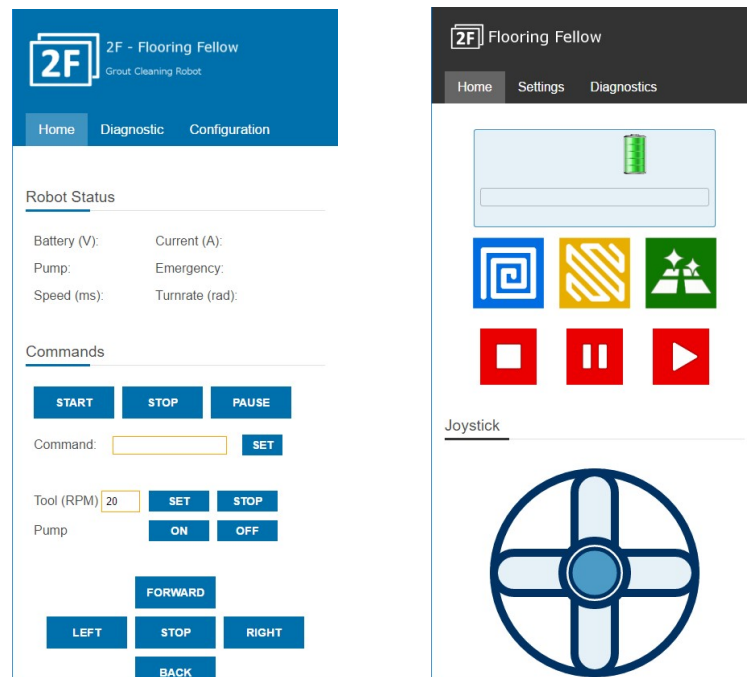 2F
2F - Flooring Fellow
Grout Cleaning Robot
Home Diagnostic Configuration
Robot Status
Battery (V): Current (A):
Pump: Emergency:
Speed (ms): Turnrate (rad):
Commands
START STOP PAUSE
Command: SET
Tool (RPM) 20 SET STOP
Pump ON OFF
FORWARD
LEFT STOP RIGHT
BACK
2F Flooring Fellow
Home Settings Diagnostics
Joystick